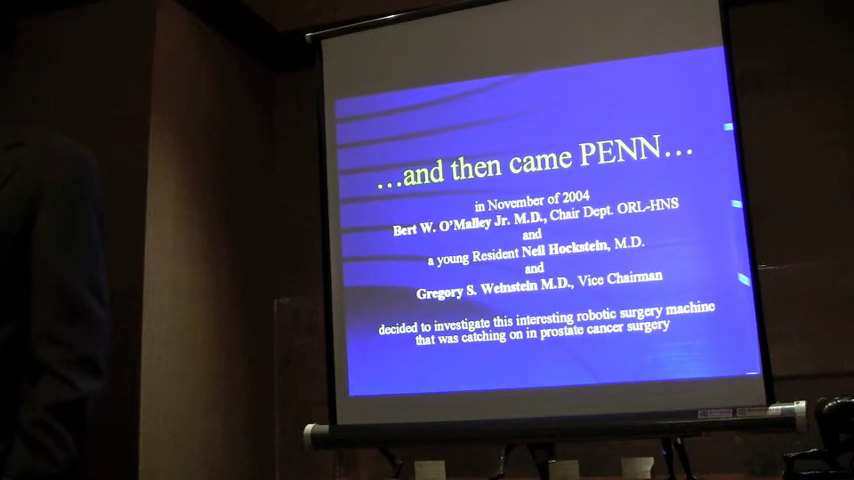 …and then came PENN…
in November of 2004
Bert W. O'Malley Jr. M.D., Chair Dept. ORL-HNS
and
a young Resident Neil Hockstein, M.D.
and
Gregory S. Weinstein M.D., Vice Chairman
decided to investigate this interesting robotic surgery machine
that was catching on in prostate cancer surgery